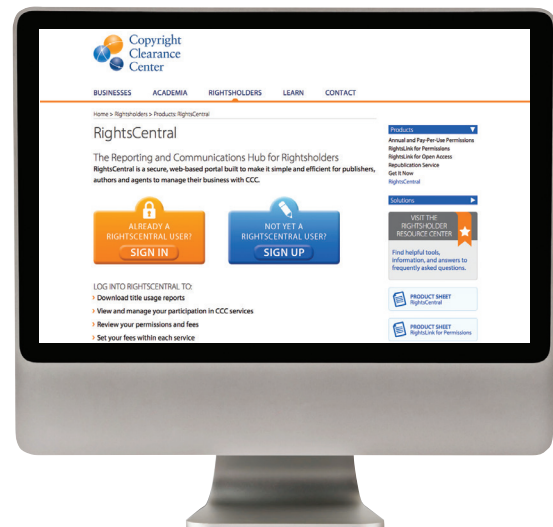 Copyright
Clearance
Center
BUSINESSES ACADEMIA RIGHTSHOLDERS LEARN CONTACT
Home > Rightsholders > Products: RightsCentral
RightsCentral
The Reporting and Communications Hub for Rightsholders
RightsCentral is a secure, web-based portal built to make it simple and efficient for publishers,
authors and agents to manage their business with CCC.
ALREADY A
RIGHTSCENTRAL USER?
SIGN IN
NOT YET A
RIGHTSCENTRAL USER?
SIGN UP
LOG INTO RIGHTSCENTRAL TO:
› Download title usage reports
› View and manage your participation in CCC services
› Review your permissions and fees
› Set your fees within each service
Products
Annual and Pay-Per-Use Permissions
RightsLink for Permissions
RightsLink for Open Access
Republication Service
Get It Now
RightsCentral
Solutions
VISIT THE
RIGHTSHOLDER
RESOURCE CENTER
Find helpful tools,
information, and answers to
frequently asked questions.
PRODUCT SHEET
RightsCentral
PRODUCT SHEET
RightsLink for Permissions